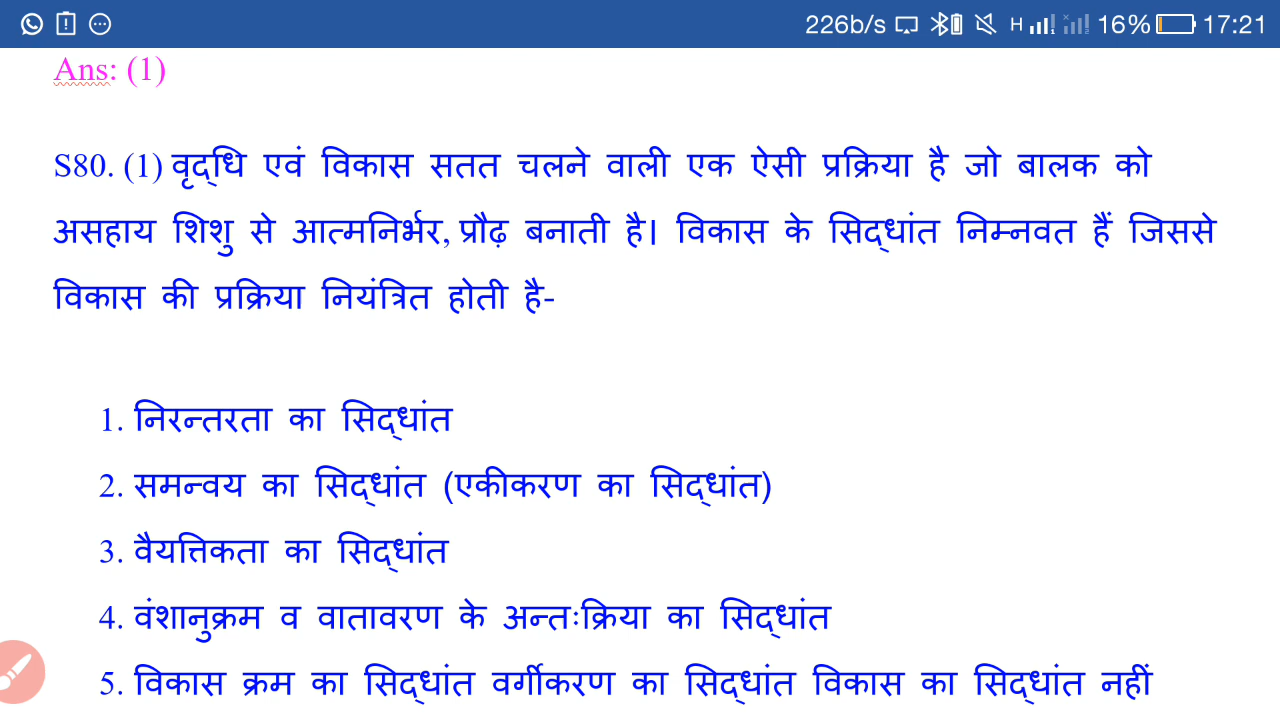 226b/s H 16% 17:21
Ans: (1)
S80. (1) वृद्धि एवं विकास सतत चलने वाली एक ऐसी प्रक्रिया है जो बालक को
असहाय शिशु से आत्मनिर्भर, प्रौढ़ बनाती है। विकास के सिद्धांत निम्नवत हैं जिससे
विकास की प्रक्रिया नियंत्रित होती है-
1. निरन्तरता का सिद्धांत
2. समन्वय का सिद्धांत (एकीकरण का सिद्धांत)
3. वैयत्तिकता का सिद्धांत
4. वंशानुक्रम व वातावरण के अन्तःक्रिया का सिद्धांत
5. विकास क्रम का सिद्धांत वर्गीकरण का सिद्धांत विकास का सिद्धांत नहीं